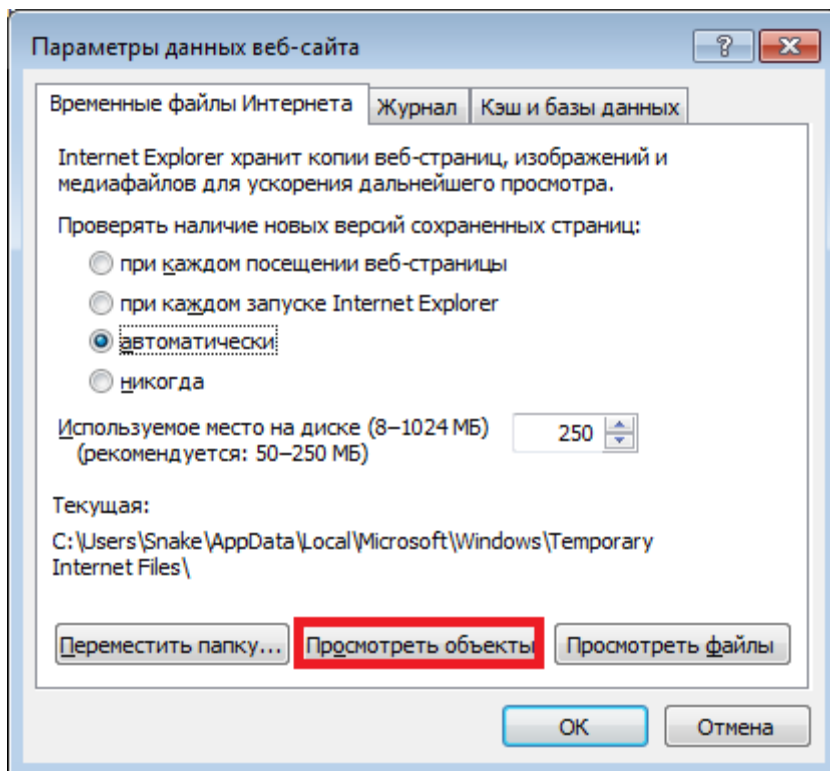 Параметры данных веб-сайта
Временные файлы Интернета
Журнал
Кэш и базы данных
Internet Explorer хранит копии веб-страниц, изображений и
медиафайлов для ускорения дальнейшего просмотра.
Проверять наличие новых версий сохраненных страниц:
при каждом посещении веб-страницы
при каждом запуске Internet Explorer
автоматически
никогда
Используемое место на диске (8–1024 МБ)
250
(рекомендуется: 50–250 МБ)
Текущая:
C:\Users\Snake\AppData\Local\Microsoft\Windows\Temporary
Internet Files\
Переместить папку...
Просмотреть объекты
Просмотреть файлы
ОК
Отмена